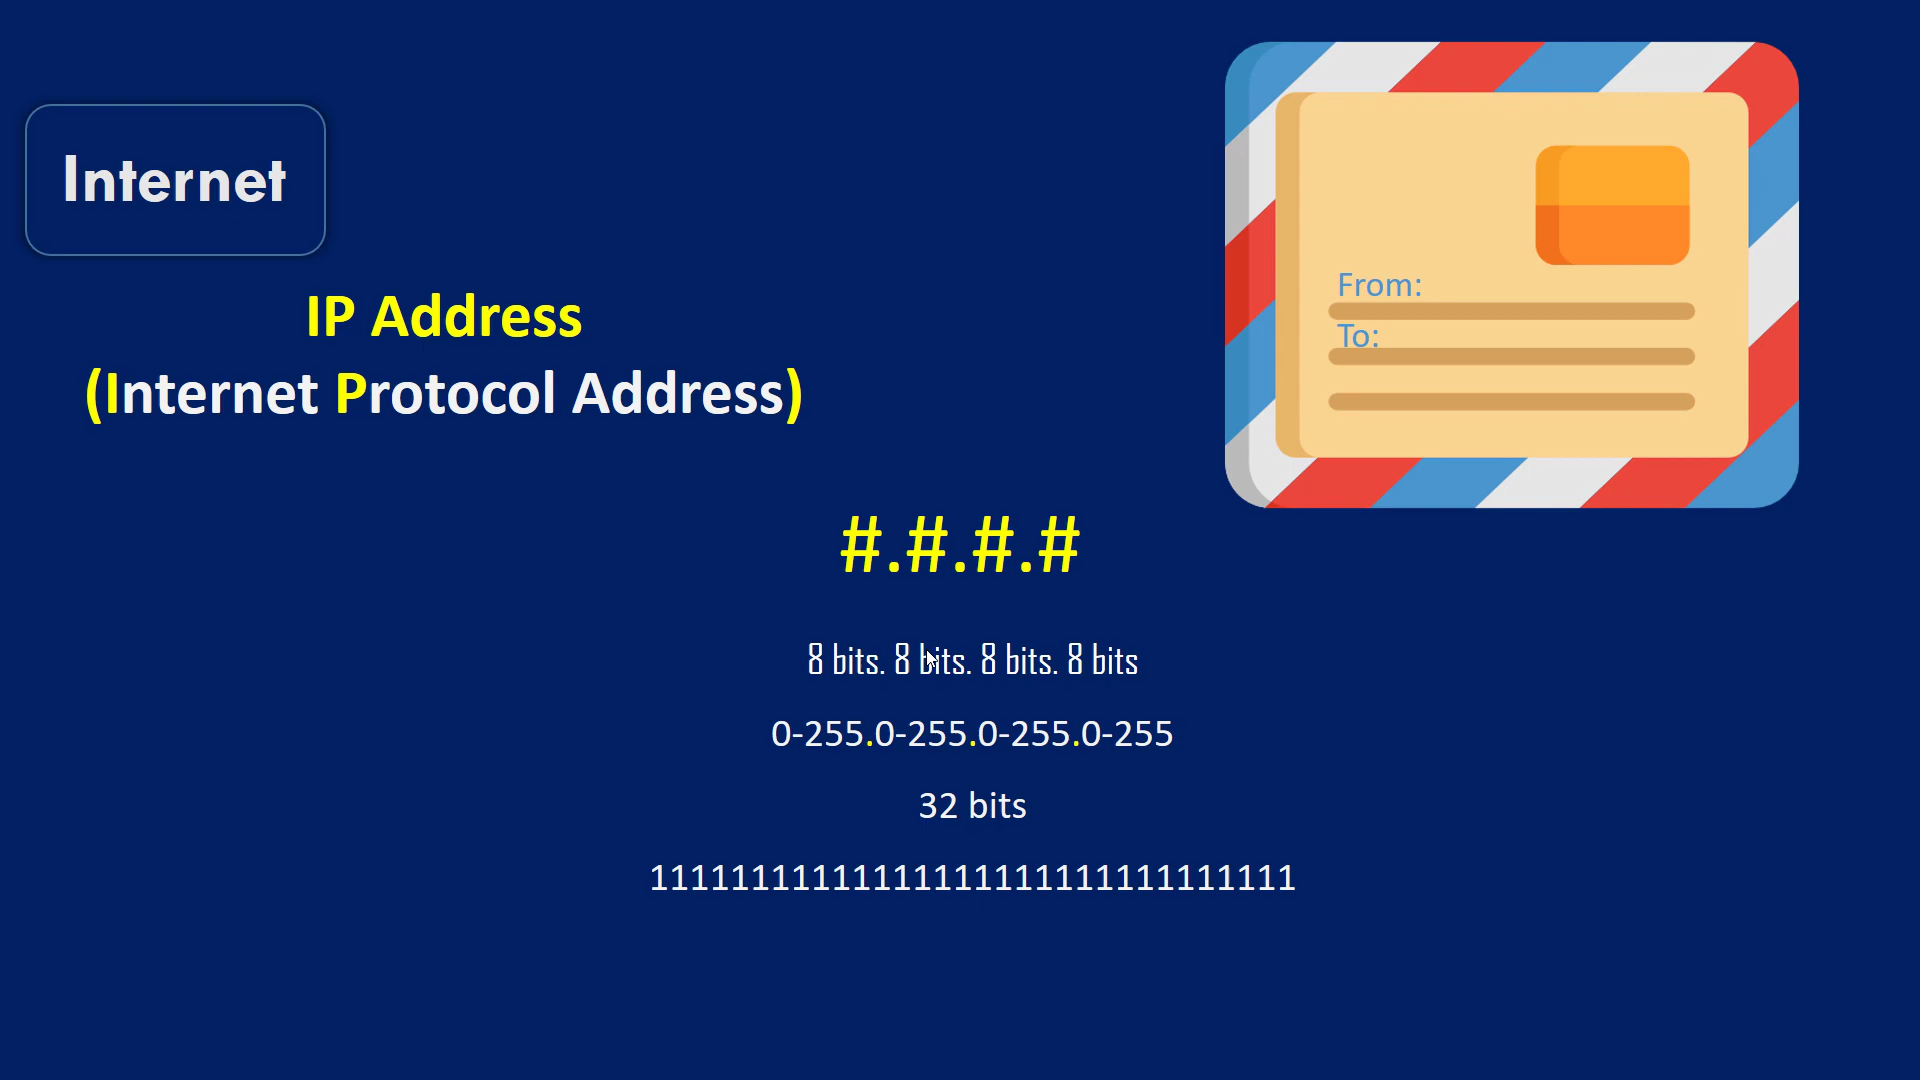 Internet
IP Address
(Internet Protocol Address)
From:
To:
#.#.#.#
8 bits. 8 bits. 8 bits. 8 bits
0-255.0-255.0-255.0-255
32 bits
11111111111111111111111111111111